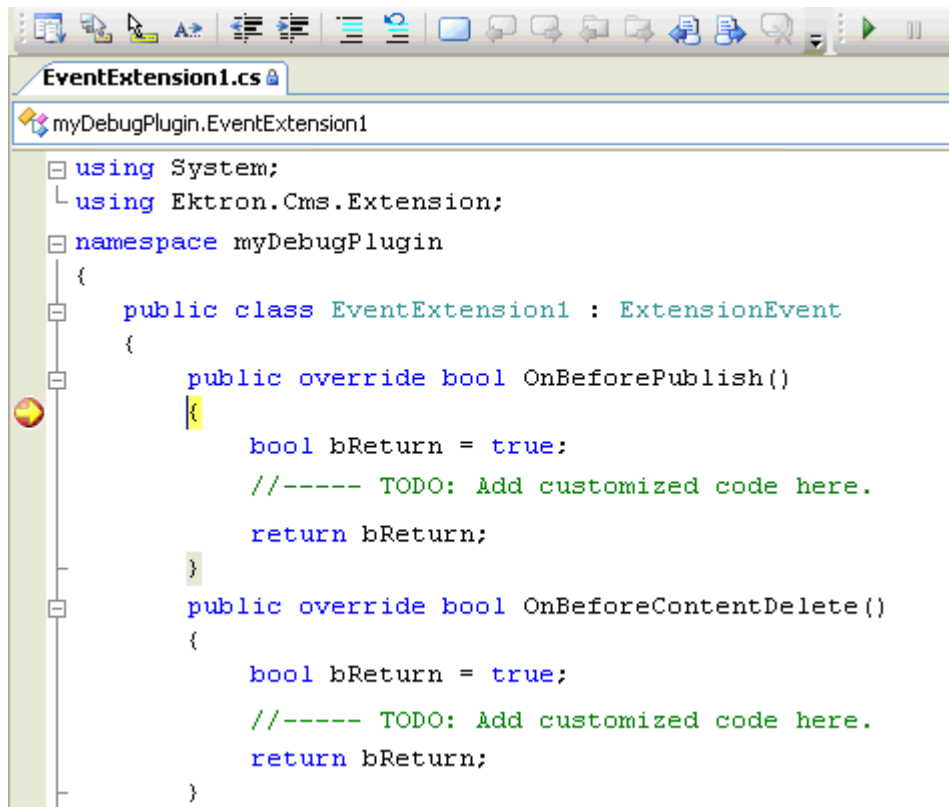 EventExtension1.cs
myDebugPlugin.EventExtension1
using System;
using Ektron.Cms.Extension;
namespace myDebugPlugin
{
public class EventExtension1 : ExtensionEvent
{
public override bool OnBeforePublish()
{
bool bReturn = true;
//----- TODO: Add customized code here.
return bReturn;
}
public override bool OnBeforeContentDelete()
{
bool bReturn = true;
//----- TODO: Add customized code here.
return bReturn;
}